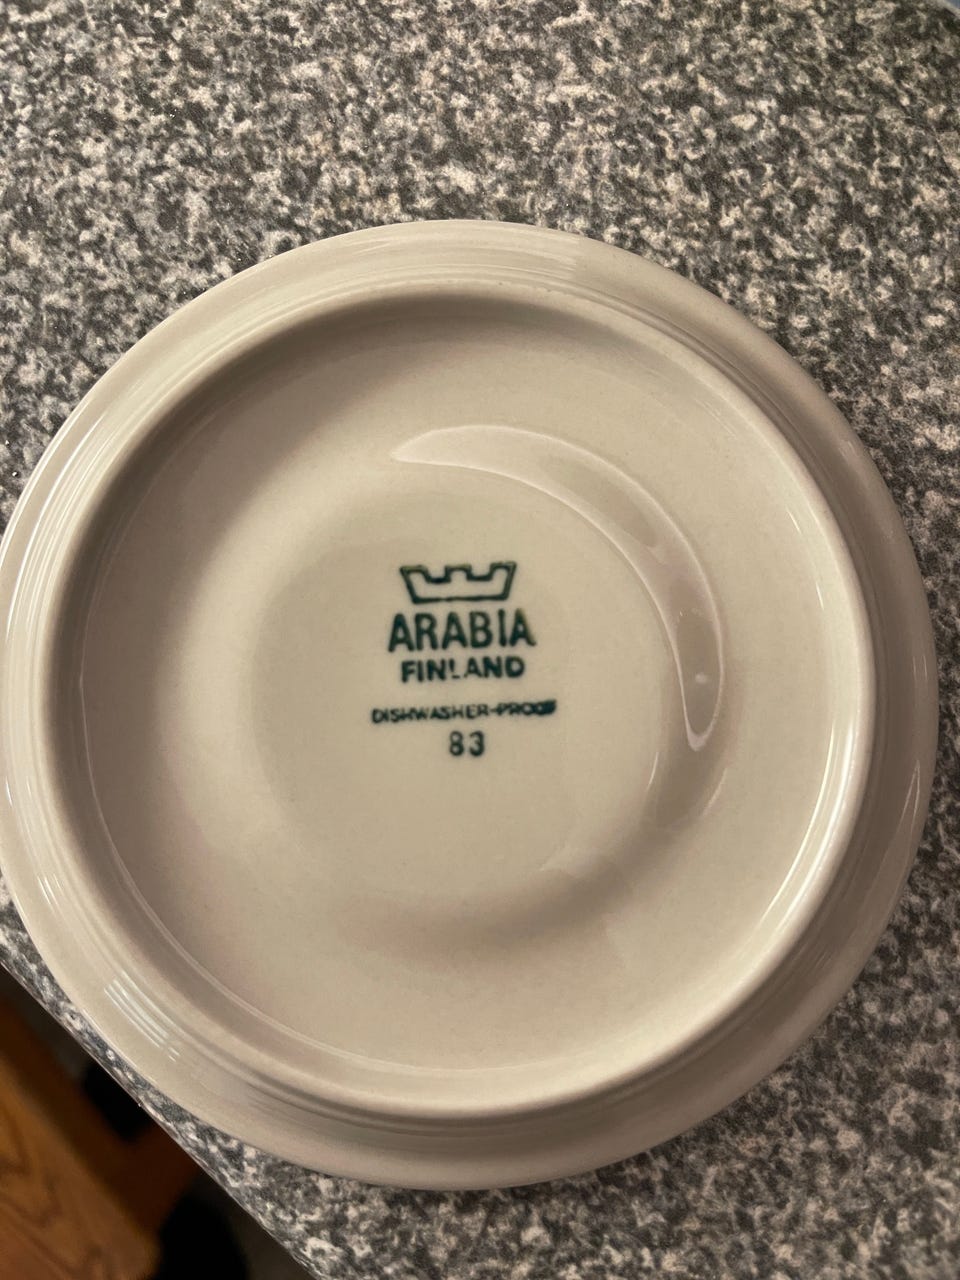 ARABIA
FINLAND
DISHWASHER-PROOF
83